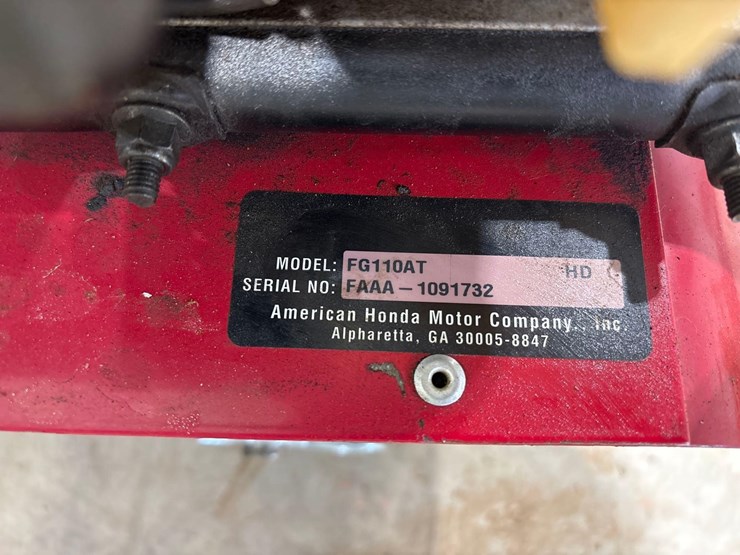 MODEL: FG110AT HD
SERIAL NO: FAAA – 1091732
American Honda Motor Company., Inc
Alpharetta, GA 30005-8847